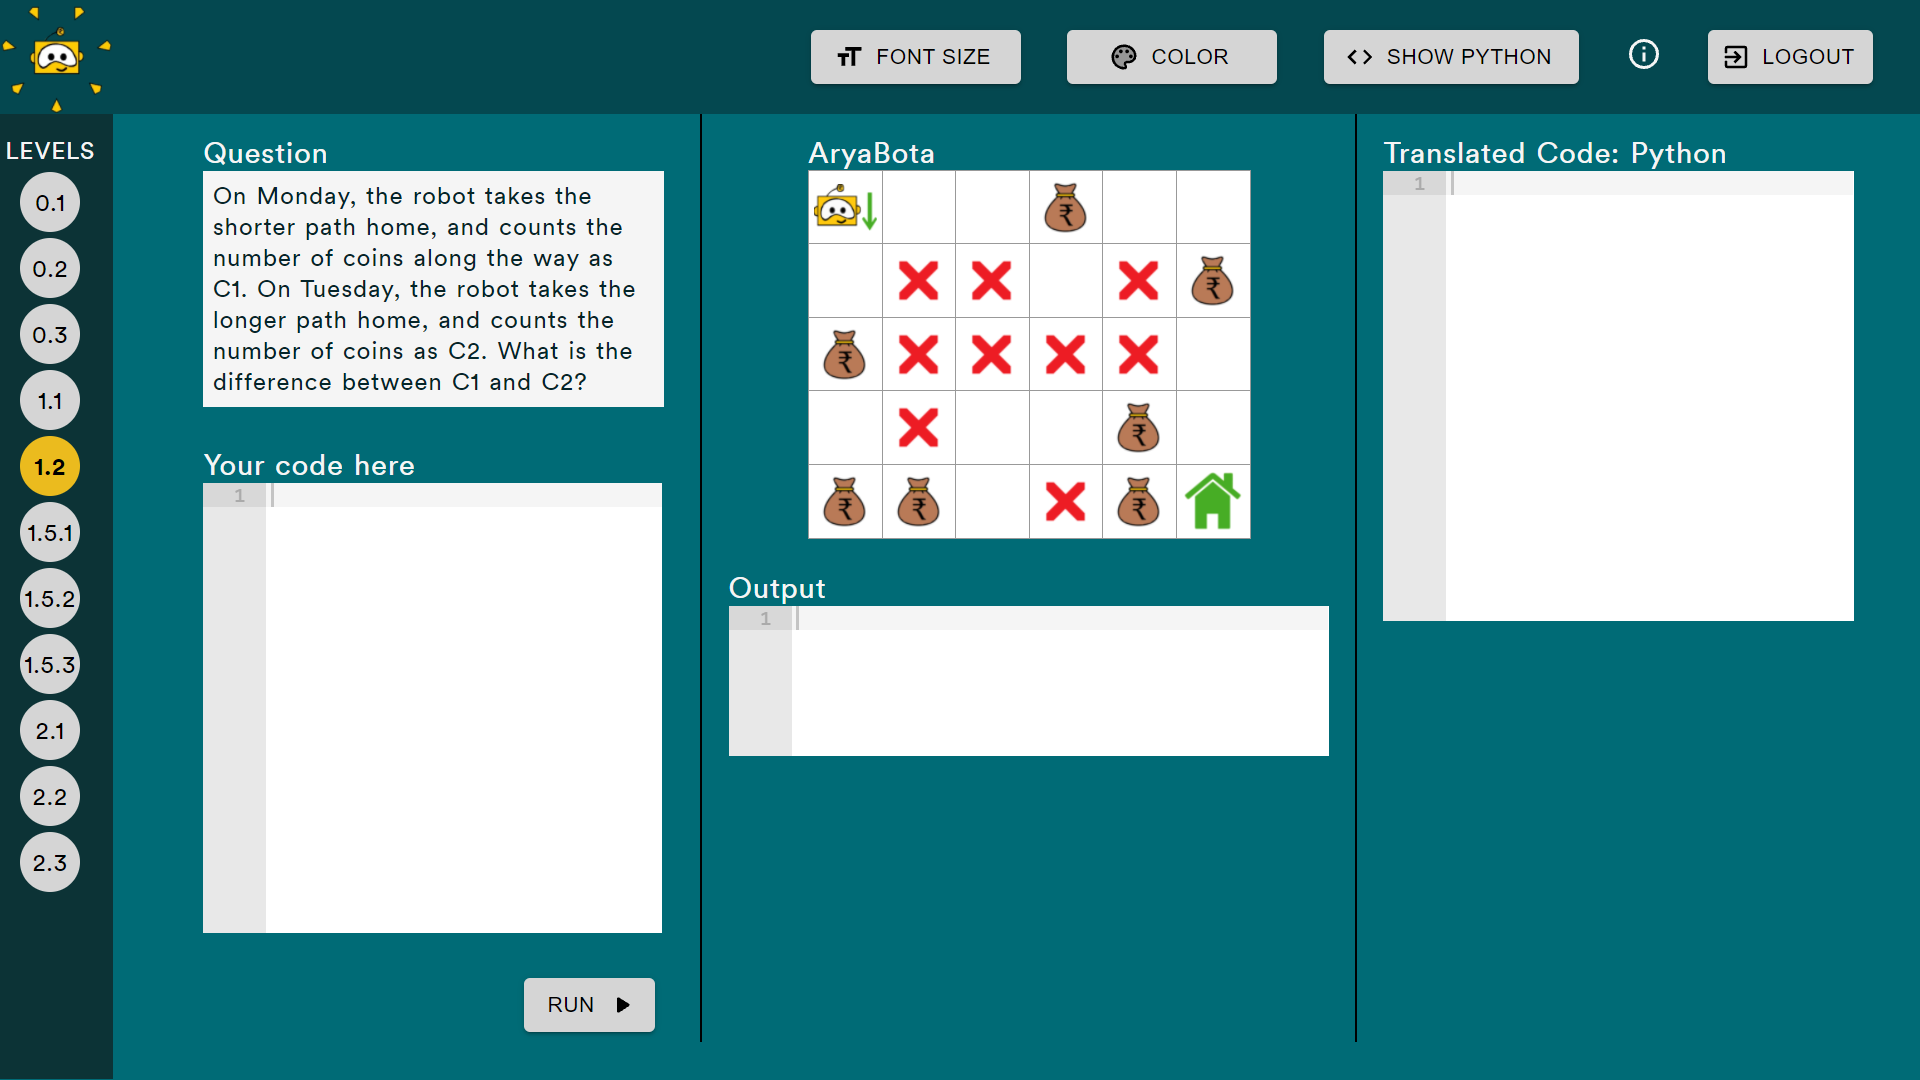 FONT SIZE
COLOR
SHOW PYTHON
LOGOUT
LEVELS
0.1
0.2
0.3
1.1
1.2
1.5.1
1.5.2
1.5.3
2.1
2.2
2.3
Question
On Monday, the robot takes the
shorter path home, and counts the
number of coins along the way as
C1. On Tuesday, the robot takes the
longer path home, and counts the
number of coins as C2. What is the
difference between C1 and C2?
Your code here
1
RUN
AryaBota
₹
₹
₹
₹
₹
₹
₹
Output
1
Translated Code: Python
1